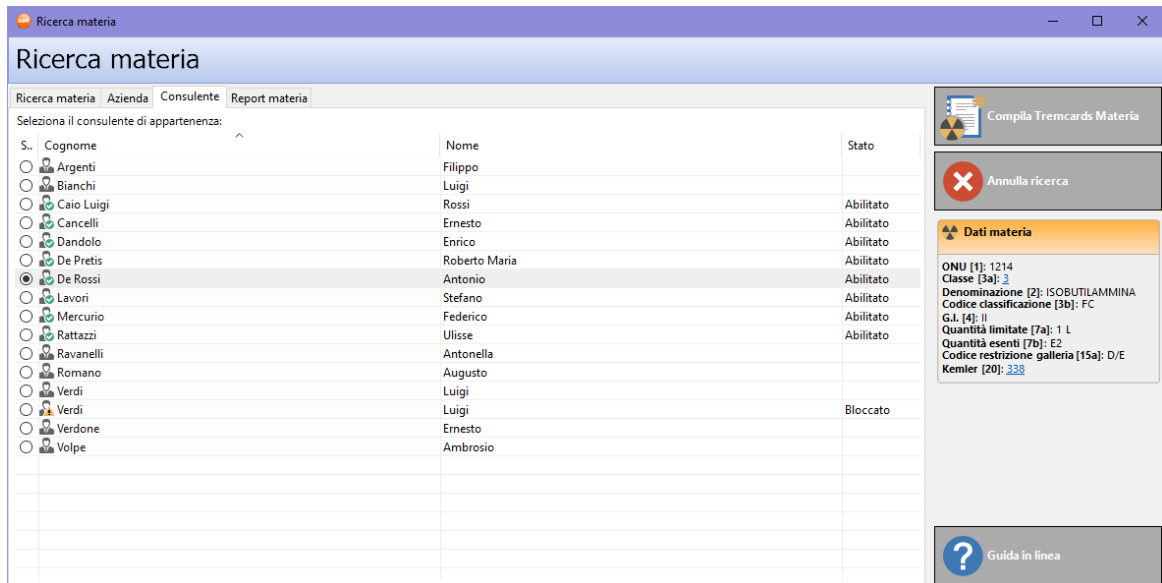 Ricerca materia
Ricerca materia
Ricerca materia Azienda Consulente Report materia
Seleziona il consulente di appartenenza:
S.. Cognome Nome Stato
Argenti Filippo
Bianchi Luigi
Caio Luigi Rossi Abilitato
Cancelli Ernesto Abilitato
Dandolo Enrico Abilitato
De Pretis Roberto Maria Abilitato
De Rossi Antonio Abilitato
Lavori Stefano Abilitato
Mercurio Federico Abilitato
Rattazzi Ulisse Abilitato
Ravanelli Antonella
Romano Augusto
Verdi Luigi
Verdi Luigi Bloccato
Verdone Ernesto
Volpe Ambrosio
Compila Tremcards Materia
Annulla ricerca
Dati materia
ONU [1]: 1214
Classe [3a]: 3
Denominazione [2]: ISOBUTILAMMINA
Codice classificazione [3b]: FC
G.I. [4]: II
Quantità limitate [7a]: 1 L
Quantità esenti [7b]: E2
Codice restrizione galleria [15a]: D/E
Kemler [20]: 338
Guida in linea